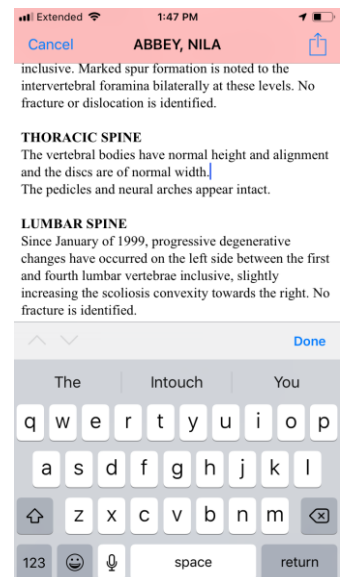 Extended 1:47 PM
Cancel ABBEY, NILA
inclusive. Marked spur formation is noted to the
intervertebral foramina bilaterally at these levels. No
fracture or dislocation is identified.
THORACIC SPINE
The vertebral bodies have normal height and alignment
and the discs are of normal width.
The pedicles and neural arches appear intact.
LUMBAR SPINE
Since January of 1999, progressive degenerative
changes have occurred on the left side between the first
and fourth lumbar vertebrae inclusive, slightly
increasing the scoliosis convexity towards the right. No
fracture is identified.
Done
The Intouch You
q w e r t y u i o p
a s d f g h j k l
z x c v b n m
123 space return